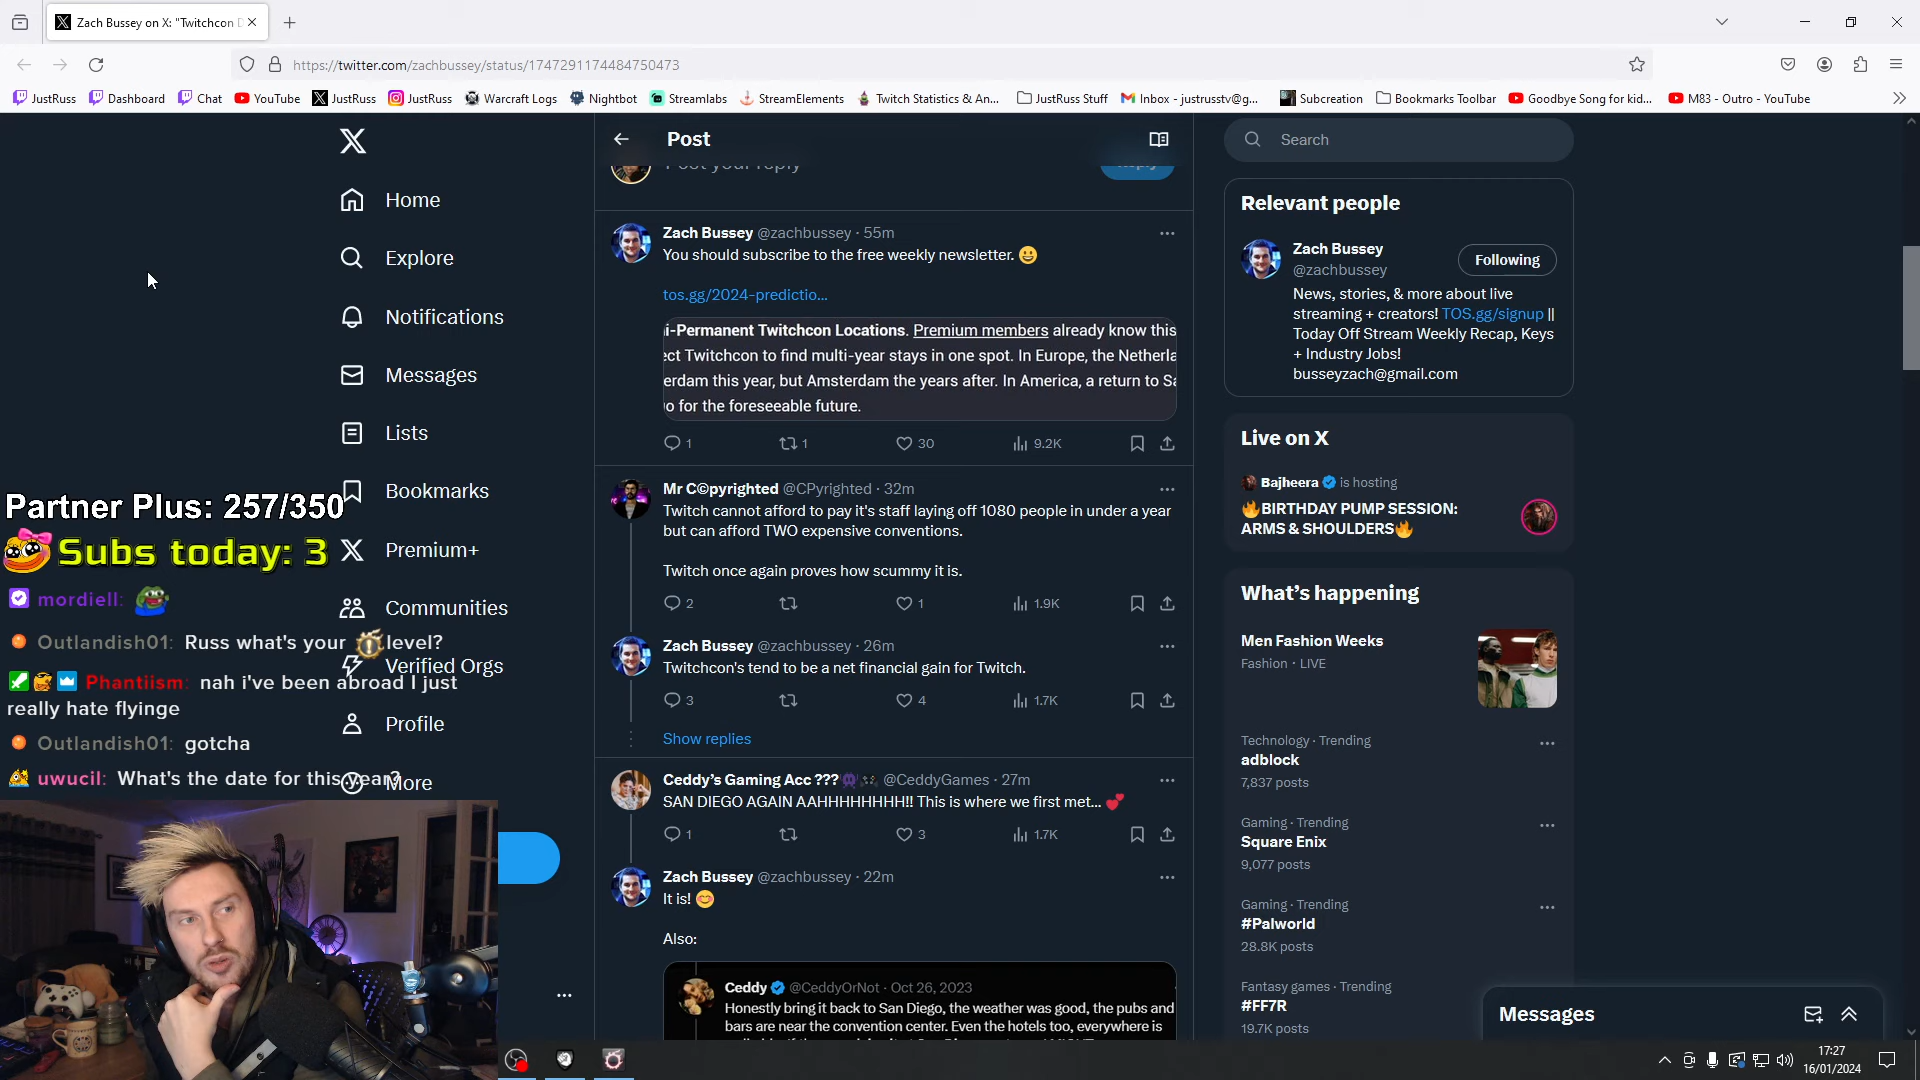 Zach Bussey on X: "Twitchcon D
https://twitter.com/zachbussey/status/1747291174484750473
JustRuss
Dashboard
Chat
YouTube
JustRuss
JustRuss
Warcraft Logs
Nightbot
Streamlabs
StreamElements
Twitch Statistics & An...
JustRuss Stuff
Inbox - justrusstv@g...
Subcreation
Bookmarks Toolbar
Goodbye Song for kid...
M83 - Outro - YouTube
Home
Explore
Notifications
Messages
Lists
Bookmarks
Premium+
Communities
Verified Orgs
Profile
More
Partner Plus: 257/350
Subs today: 3
mordiell:
Outlandish01: Russ what's your level?
Phantiism: nah i've been abroad I just
really hate flyinge
Outlandish01: gotcha
uwucil: What's the date for this year?
Post
Post your reply
Zach Bussey @zachbussey · 55m
You should subscribe to the free weekly newsletter. 😀
tos.gg/2024-predictio...
i-Permanent Twitchcon Locations. Premium members already know this
ect Twitchcon to find multi-year stays in one spot. In Europe, the Netherla
erdam this year, but Amsterdam the years after. In America, a return to Sa
o for the foreseeable future.
1 1 30 9.2K
Mr C©pyrighted @CPyrighted · 32m
Twitch cannot afford to pay it's staff laying off 1080 people in under a year
but can afford TWO expensive conventions.
Twitch once again proves how scummy it is.
2 1 1.9K
Zach Bussey @zachbussey · 26m
Twitchcon's tend to be a net financial gain for Twitch.
3 4 1.7K
Show replies
Ceddy's Gaming Acc ???👾🎮 @CeddyGames · 27m
SAN DIEGO AGAIN AAHHHHHHHH!! This is where we first met... 💕
1 3 1.7K
Zach Bussey @zachbussey · 22m
It is! 😊
Also:
Ceddy @CeddyOrNot · Oct 26, 2023
Honestly bring it back to San Diego, the weather was good, the pubs and
bars are near the convention center. Even the hotels too, everywhere is
Search
Relevant people
Zach Bussey
@zachbussey
Following
News, stories, & more about live
streaming + creators! TOS.gg/signup ||
Today Off Stream Weekly Recap, Keys
+ Industry Jobs!
busseyzach@gmail.com
Live on X
Bajheera is hosting
🔥BIRTHDAY PUMP SESSION:
ARMS & SHOULDERS🔥
What's happening
Men Fashion Weeks
Fashion · LIVE
Technology · Trending
adblock
7,837 posts
Gaming · Trending
Square Enix
9,077 posts
Gaming · Trending
#Palworld
28.8K posts
Fantasy games · Trending
#FF7R
19.7K posts
Messages
17:27
16/01/2024